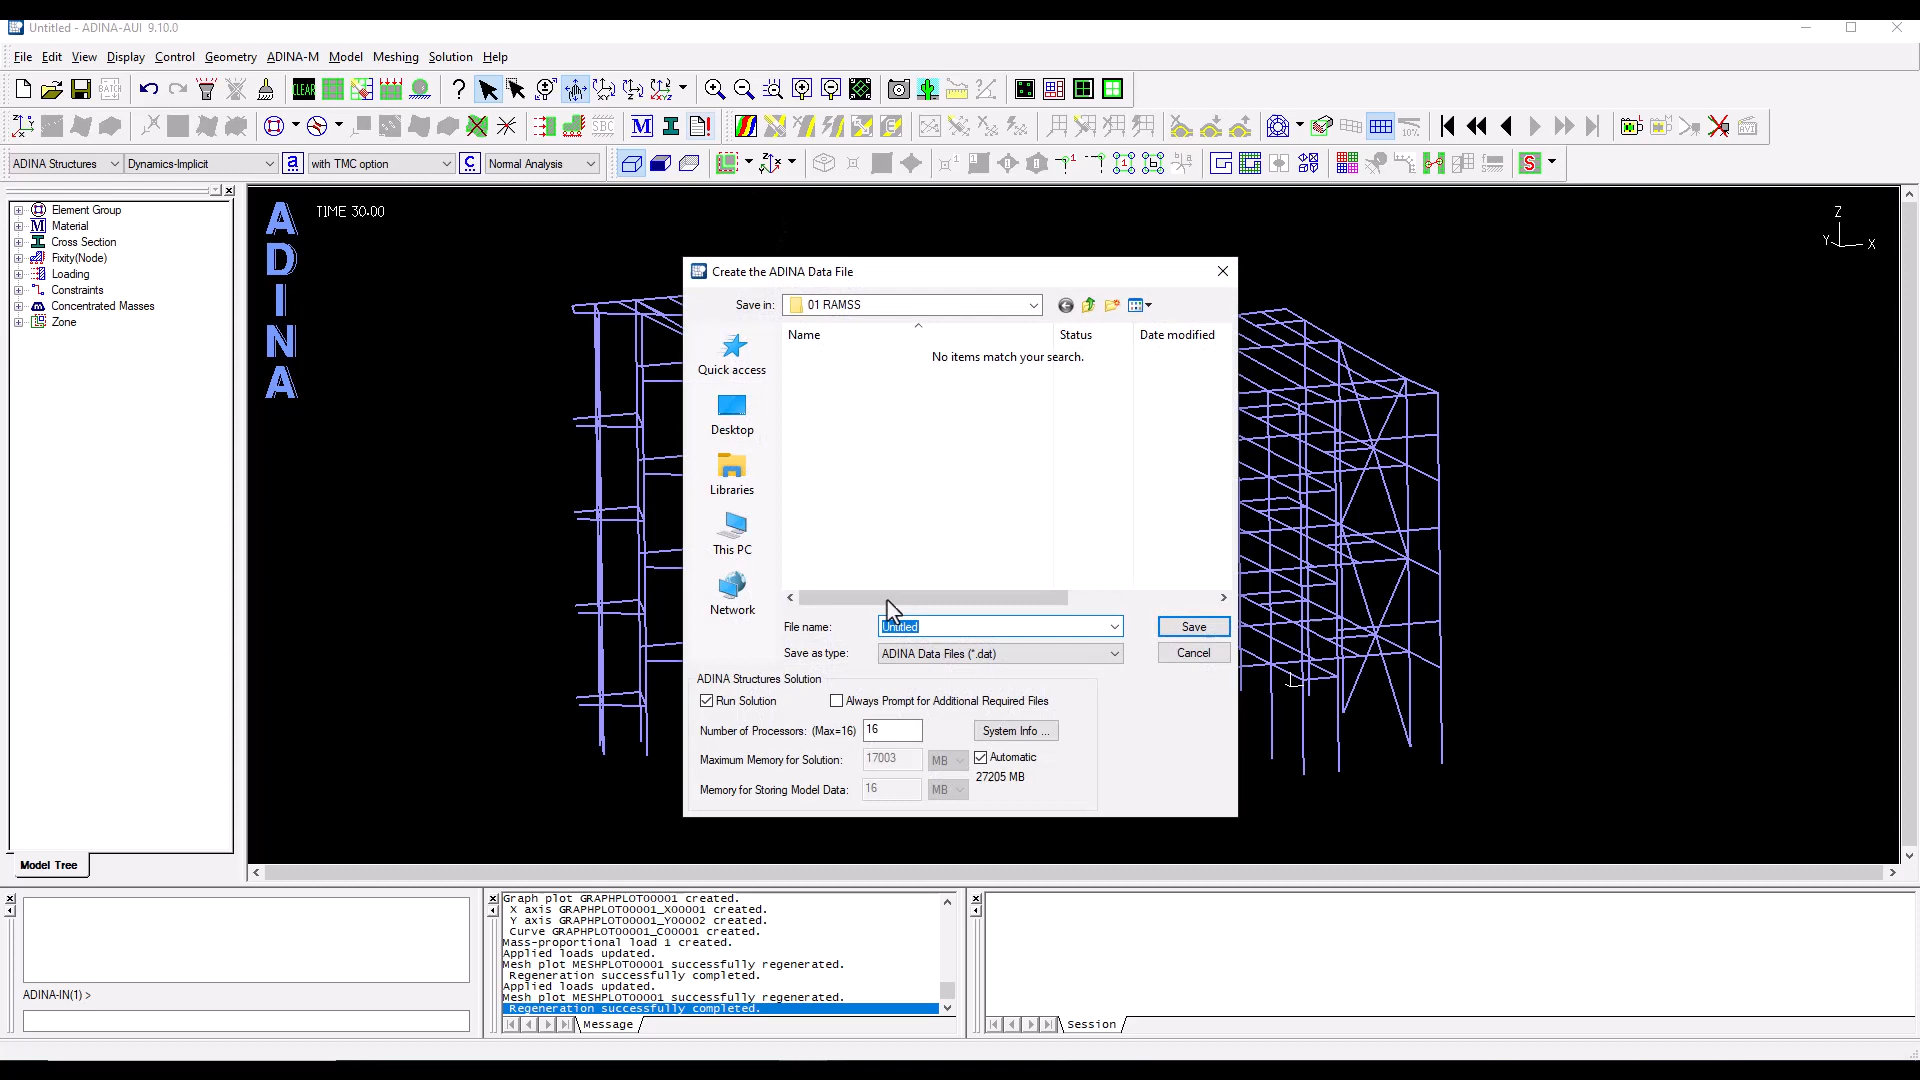 Untitled - ADINA-AUI 9.10.0
File Edit View Display Control Geometry ADINA-M Model Meshing Solution Help
BATCH
CLEAR
SBC
ADINA Structures Dynamics-Implicit a with TMC option C Normal Analysis
Element Group
Material
Cross Section
Fixity(Node)
Loading
Constraints
Concentrated Masses
Zone
Model Tree
ADINA
TIME 30.00
Z
Y X
Create the ADINA Data File
Save in: 01 RAMSS
Name Status Date modified
No items match your search.
Quick access
Desktop
Libraries
This PC
Network
File name: Untitled Save
Save as type: ADINA Data Files (*.dat) Cancel
ADINA Structures Solution
Run Solution Always Prompt for Additional Required Files
Number of Processors: (Max=16) 16 System Info ...
Maximum Memory for Solution: 17003 MB Automatic
27205 MB
Memory for Storing Model Data: 16 MB
ADINA-IN(1) >
Graph plot GRAPHPLOT00001 created.
X axis GRAPHPLOT00001_X00001 created.
Y axis GRAPHPLOT00001_Y00002 created.
Curve GRAPHPLOT00001_C00001 created.
Mass-proportional load 1 created.
Applied loads updated.
Mesh plot MESHPLOT00001 successfully regenerated.
Regeneration successfully completed.
Applied loads updated.
Mesh plot MESHPLOT00001 successfully regenerated.
Regeneration successfully completed.
Message
Session